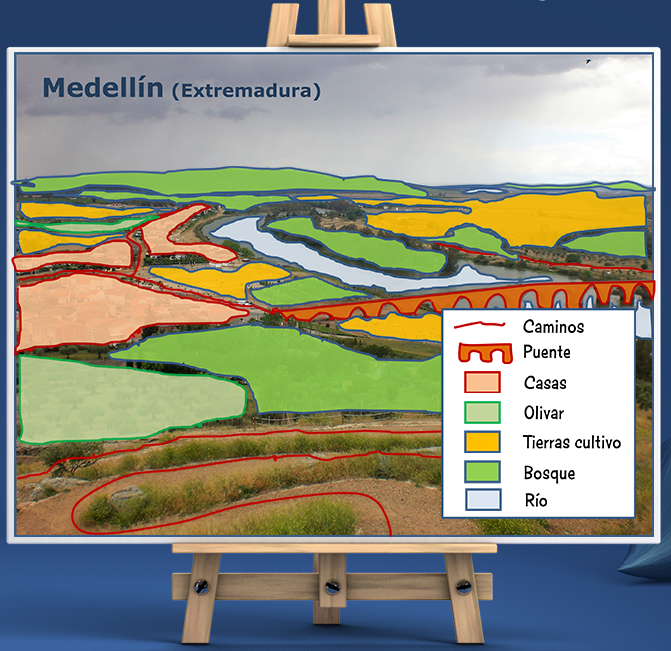 Medellín (Extremadura)
Caminos
Puente
Casas
Olivar
Tierras cultivo
Bosque
Río